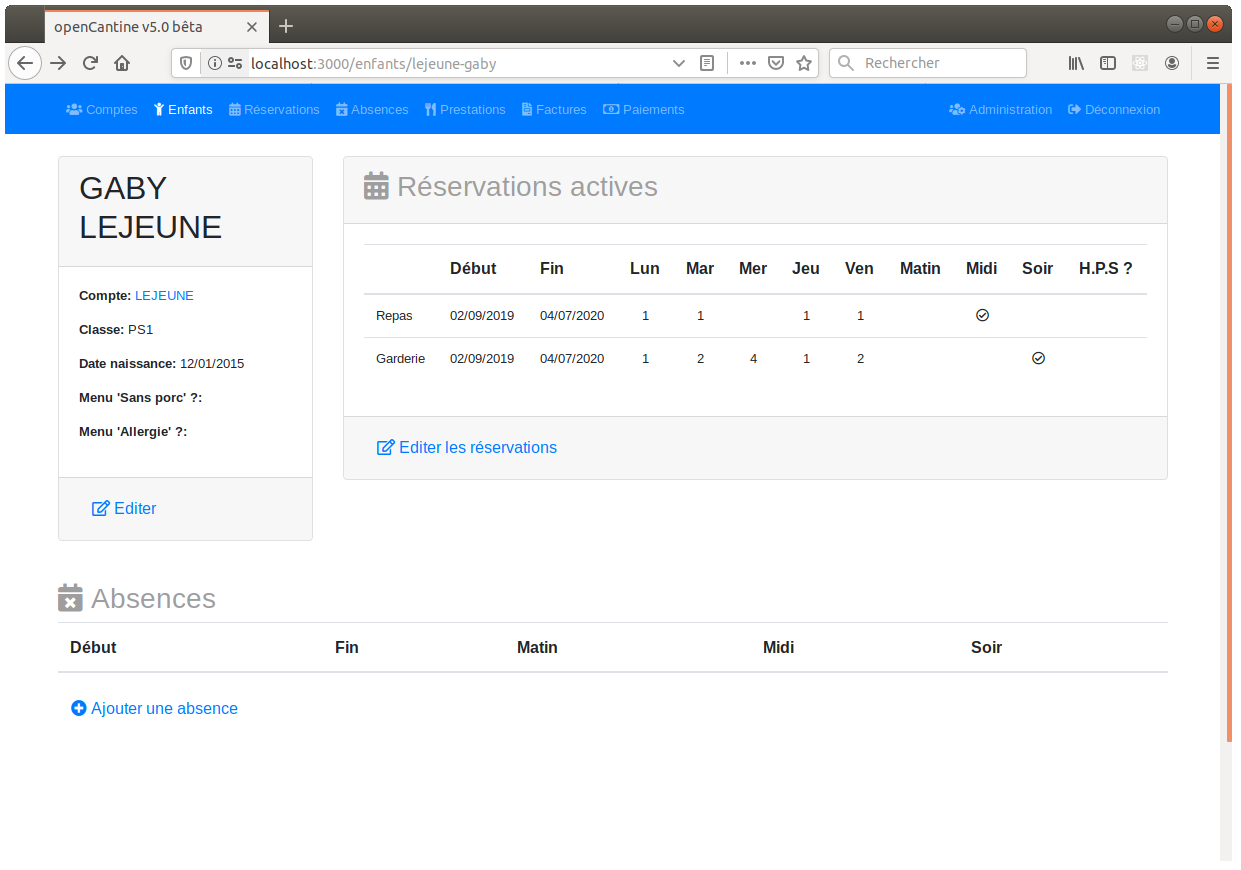 openCantine v5.0 bêta
localhost:3000/enfants/lejeune-gaby
Rechercher
Comptes Enfants Réservations Absences Prestations Factures Paiements Administration Déconnexion
GABY
LEJEUNE
Compte: LEJEUNE
Classe: PS1
Date naissance: 12/01/2015
Menu 'Sans porc' ?:
Menu 'Allergie' ?:
Editer
Réservations actives
Début Fin Lun Mar Mer Jeu Ven Matin Midi Soir H.P.S ?
Repas 02/09/2019 04/07/2020 1 1 1 1
Garderie 02/09/2019 04/07/2020 1 2 4 1 2
Editer les réservations
Absences
Début Fin Matin Midi Soir
Ajouter une absence